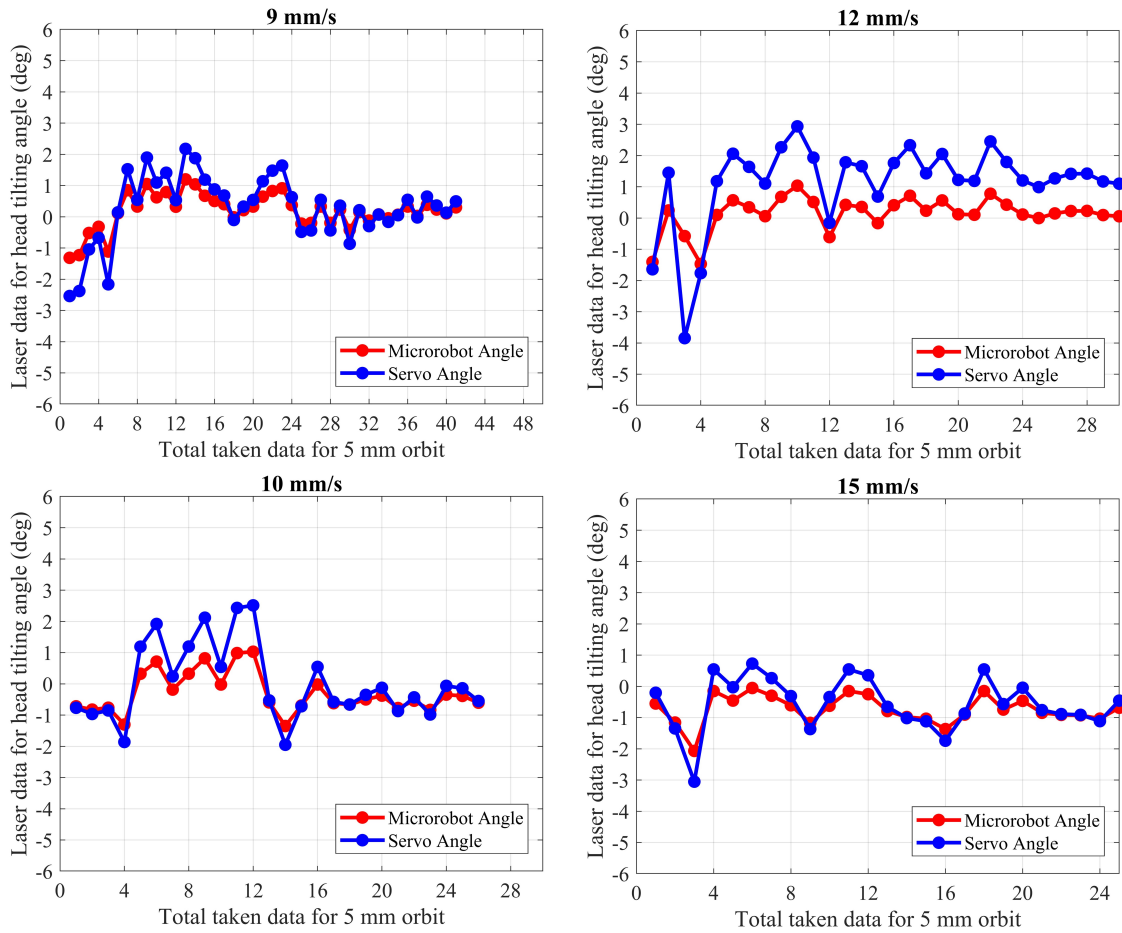 9 mm/s
Laser data for head tilting angle (deg)
6
5
4
3
2
1
0
-1
-2
-3
-4
-5
-6
Microrobot Angle
Servo Angle
0 4 8 12 16 20 24 28 32 36 40 44 48
Total taken data for 5 mm orbit
12 mm/s
Laser data for head tilting angle (deg)
6
5
4
3
2
1
0
-1
-2
-3
-4
-5
-6
Microrobot Angle
Servo Angle
0 4 8 12 16 20 24 28
Total taken data for 5 mm orbit
10 mm/s
Laser data for head tilting angle (deg)
6
5
4
3
2
1
0
-1
-2
-3
-4
-5
-6
Microrobot Angle
Servo Angle
0 4 8 12 16 20 24 28
Total taken data for 5 mm orbit
15 mm/s
Laser data for head tilting angle (deg)
6
5
4
3
2
1
0
-1
-2
-3
-4
-5
-6
Microrobot Angle
Servo Angle
0 4 8 12 16 20 24
Total taken data for 5 mm orbit